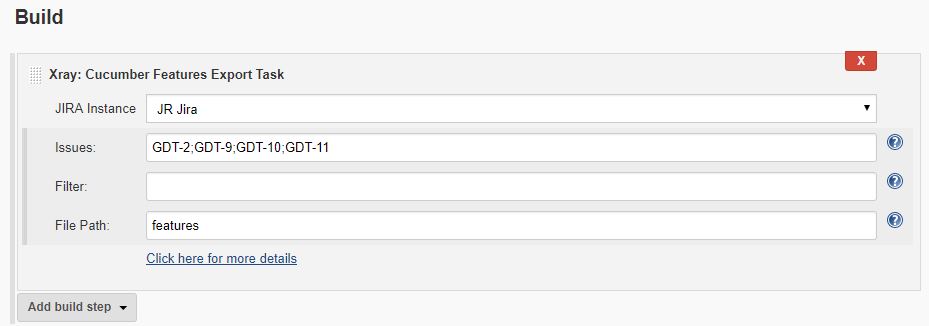 Build
X
Xray: Cucumber Features Export Task
JIRA Instance JR Jira
Issues: GDT-2;GDT-9;GDT-10;GDT-11 ?
Filter: ?
File Path: features ?
Click here for more details
Add build step